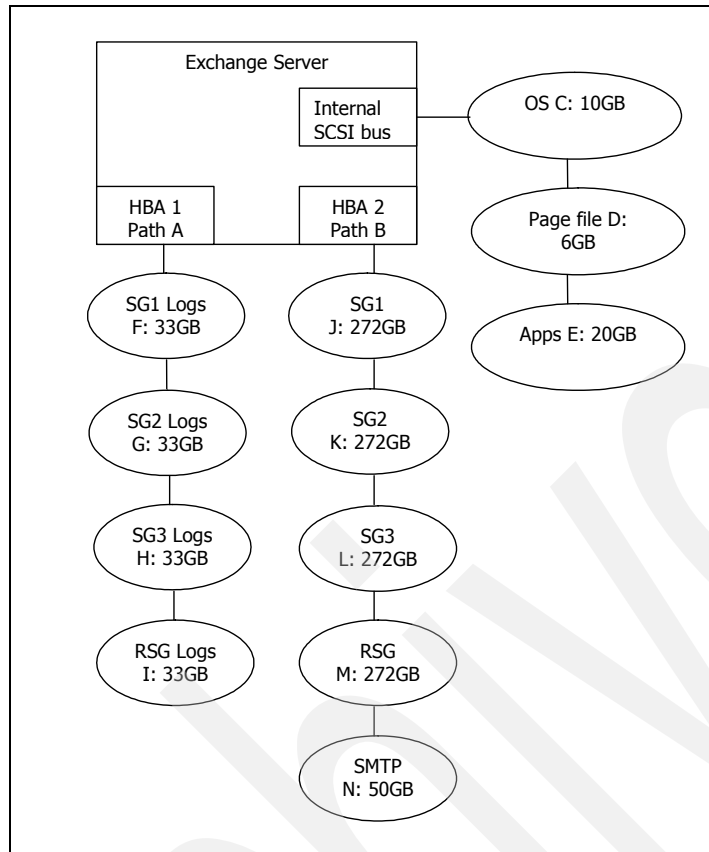 Exchange Server
Internal
SCSI bus
OS C: 10GB
HBA 1
Path A
HBA 2
Path B
Page file D:
6GB
SG1 Logs
F: 33GB
SG1
J: 272GB
Apps E: 20GB
SG2 Logs
G: 33GB
SG2
K: 272GB
SG3 Logs
H: 33GB
SG3
L: 272GB
RSG Logs
I: 33GB
RSG
M: 272GB
SMTP
N: 50GB